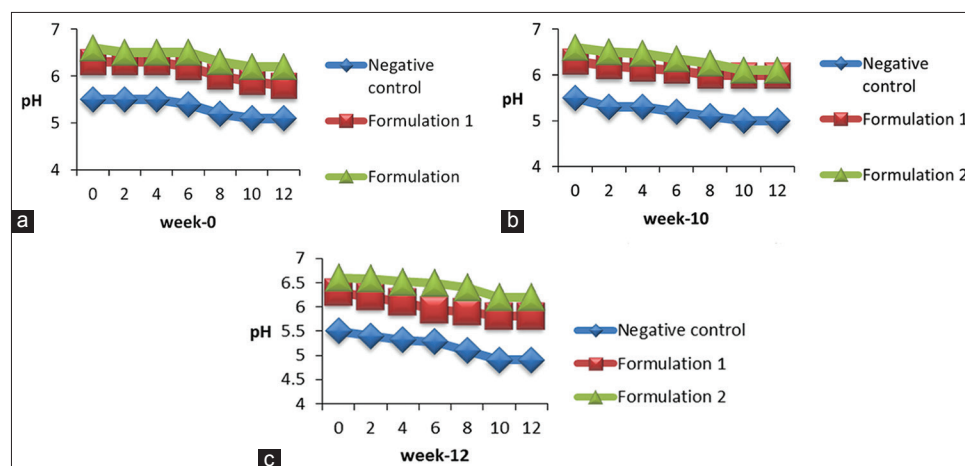 7
6
pH
5
4
0 2 4 6 8 10 12
week-0
Negative
control
Formulation 1
Formulation
a
7
6
pH
5
4
0 2 4 6 8 10 12
week-10
Negative
control
Formulation 1
Formulation 2
b
7
6.5
6
pH
5.5
5
4.5
4
0 2 4 6 8 10 12
week-12
Negative control
Formulation 1
Formulation 2
c